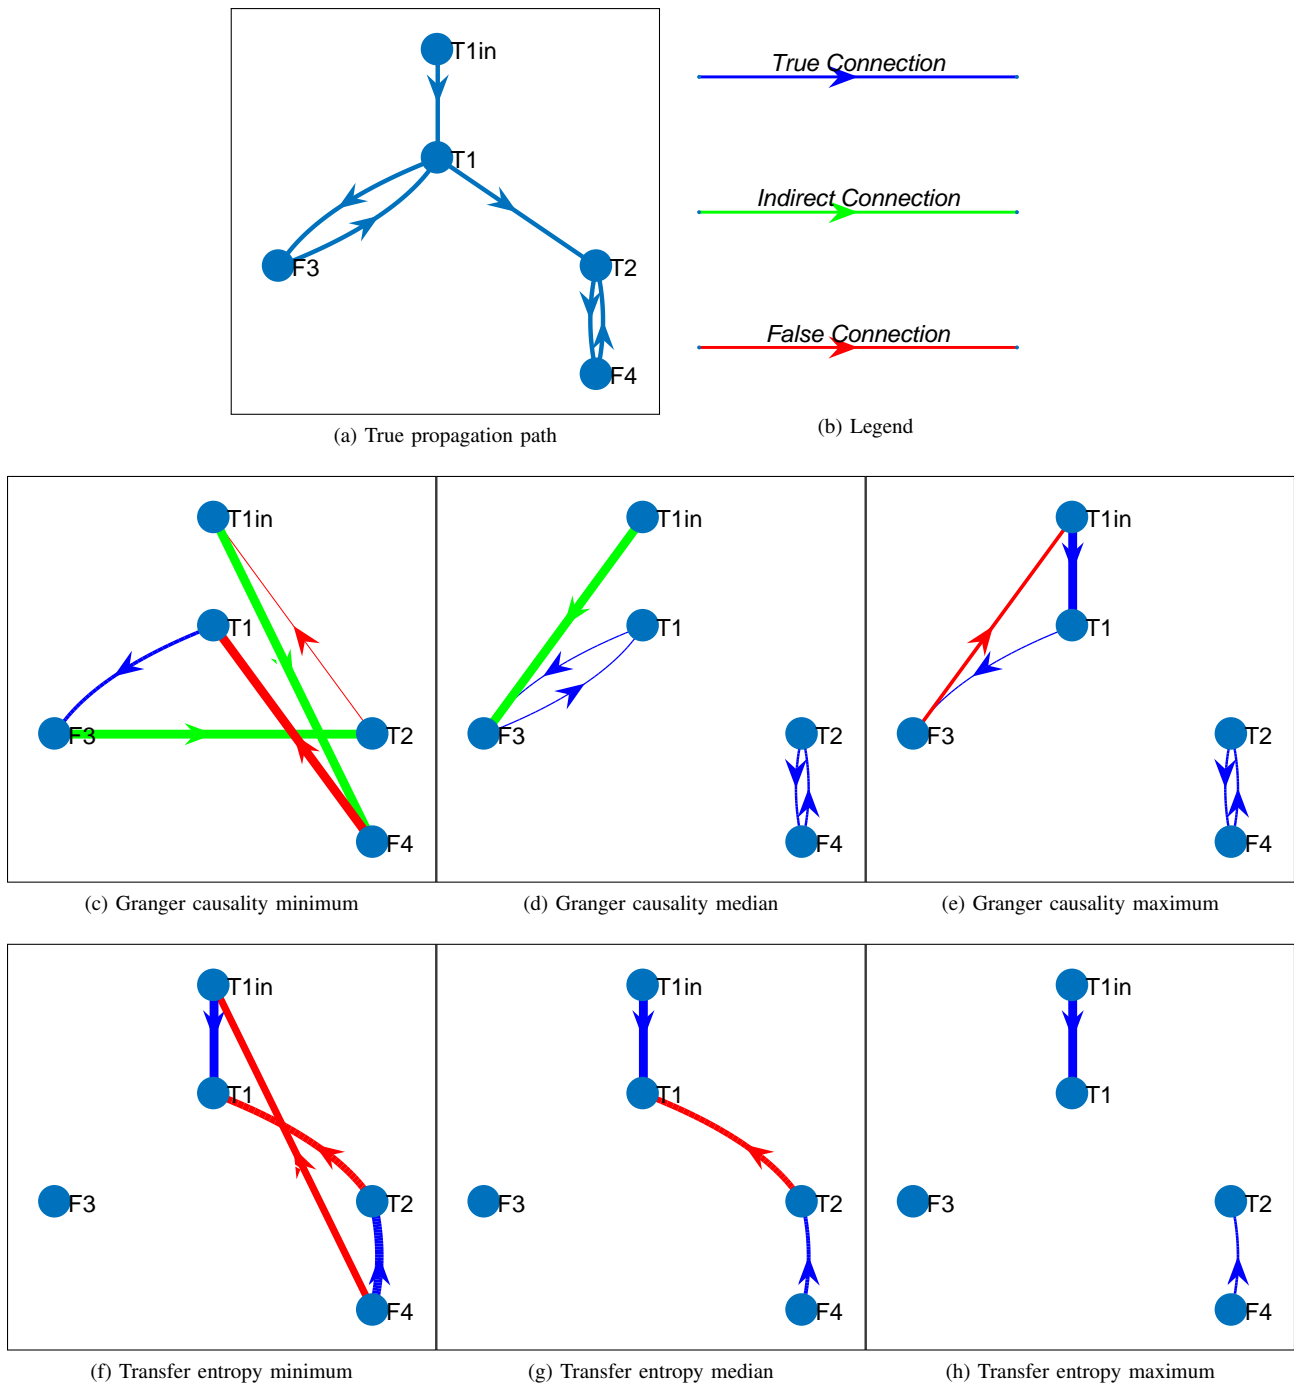 T1in
T1
F3
T2
F4
(a) True propagation path
True Connection
Indirect Connection
False Connection
(b) Legend
T1in
T1
F3
T2
F4
(c) Granger causality minimum
T1in
T1
F3
T2
F4
(d) Granger causality median
T1in
T1
F3
T2
F4
(e) Granger causality maximum
T1in
T1
F3
T2
F4
(f) Transfer entropy minimum
T1in
T1
F3
T2
F4
(g) Transfer entropy median
T1in
T1
F3
T2
F4
(h) Transfer entropy maximum